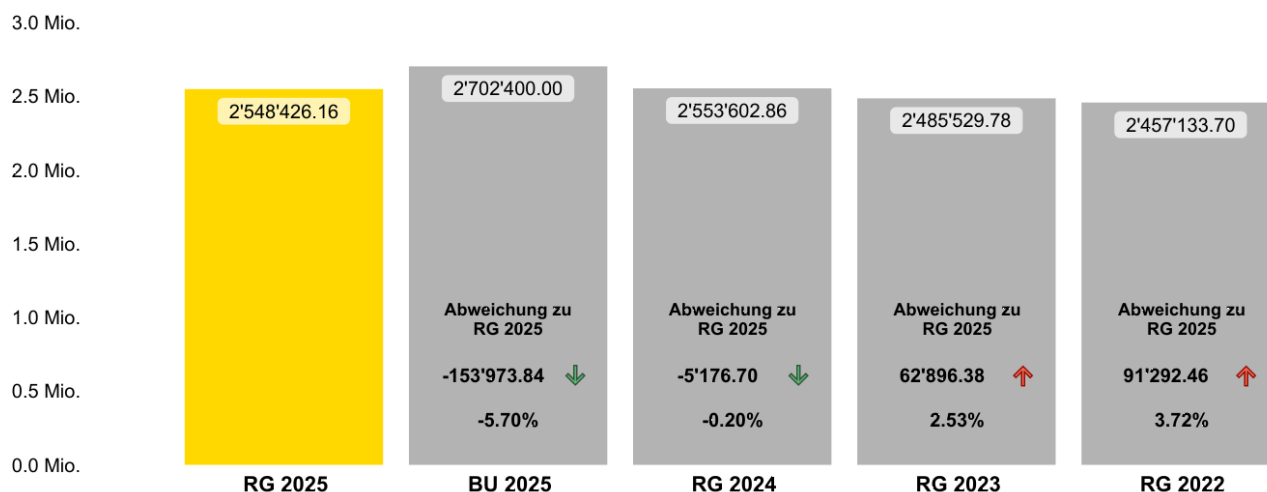 3.0 Mio.
2.5 Mio.
2.0 Mio.
1.5 Mio.
1.0 Mio.
0.5 Mio.
0.0 Mio.
2'548'426.16
RG 2025
2'702'400.00
Abweichung zu
RG 2025
-153'973.84
-5.70%
BU 2025
2'553'602.86
Abweichung zu
RG 2025
-5'176.70
-0.20%
RG 2024
2'485'529.78
Abweichung zu
RG 2025
62'896.38
2.53%
RG 2023
2'457'133.70
Abweichung zu
RG 2025
91'292.46
3.72%
RG 2022